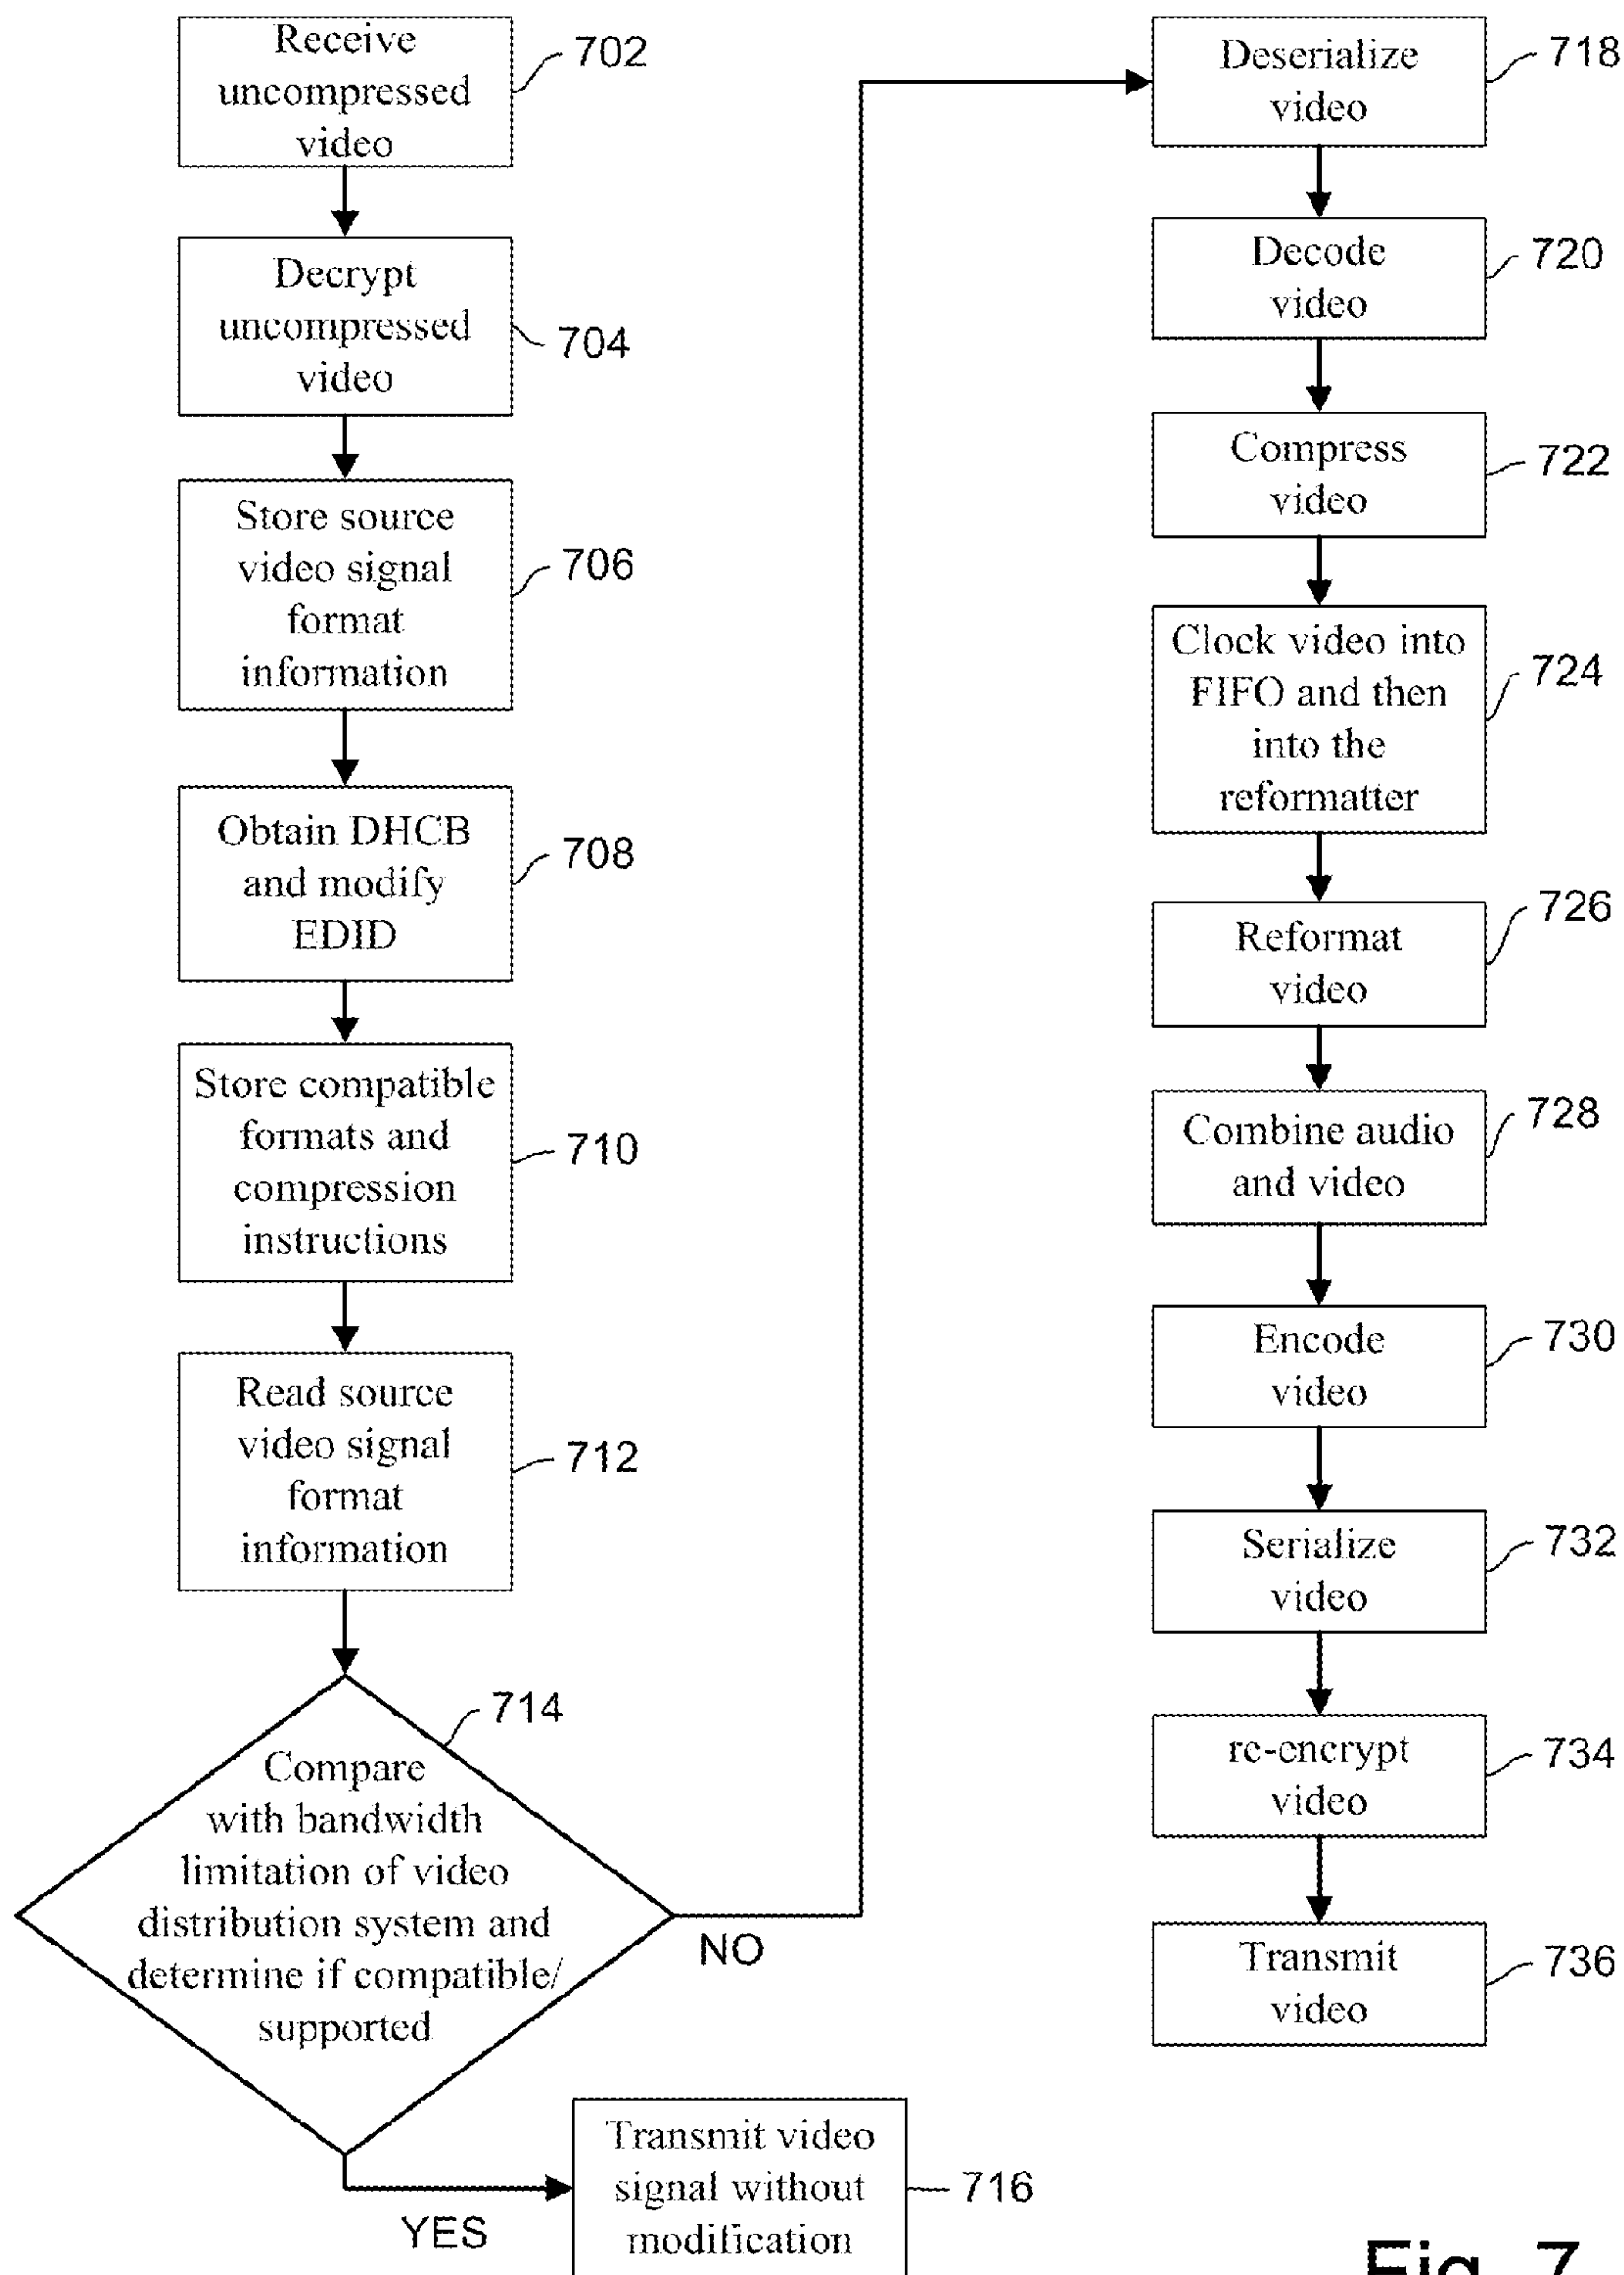 Receive
uncompressed
video
702
Decrypt
uncompressed
video
704
Store source
video signal
format
information
706
Obtain DHCB
and modify
EDID
708
Store compatible
formats and
compression
instructions
710
Read source
video signal
format
information
712
714
Compare
with bandwidth
limitation of video
distribution system and
determine if compatible/
supported
NO
YES
Transmit video
signal without
modification
716
Deserialize
video
718
Decode
video
720
Compress
video
722
Clock video into
FIFO and then
into the
reformatter
724
Reformat
video
726
Combine audio
and video
728
Encode
video
730
Serialize
video
732
re-encrypt
video
734
Transmit
video
736
Fig. 7